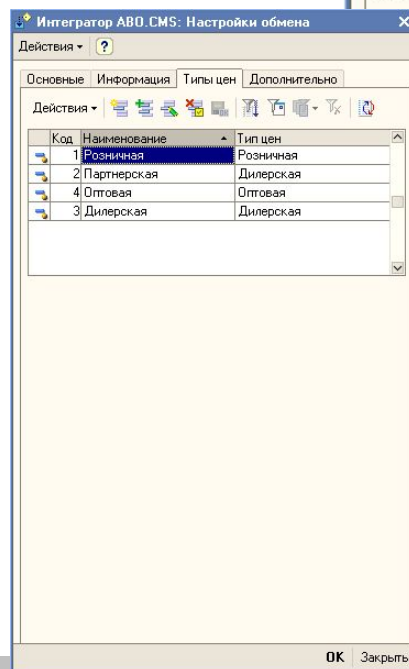 Интегратор ABO.CMS: Настройки обмена
Действия ?
Основные Информация Типы цен Дополнительно
Действия
Код Наименование Тип цен
1 Розничная Розничная
2 Партнерская Дилерская
4 Оптовая Оптовая
3 Дилерская Дилерская
OK Закрыть